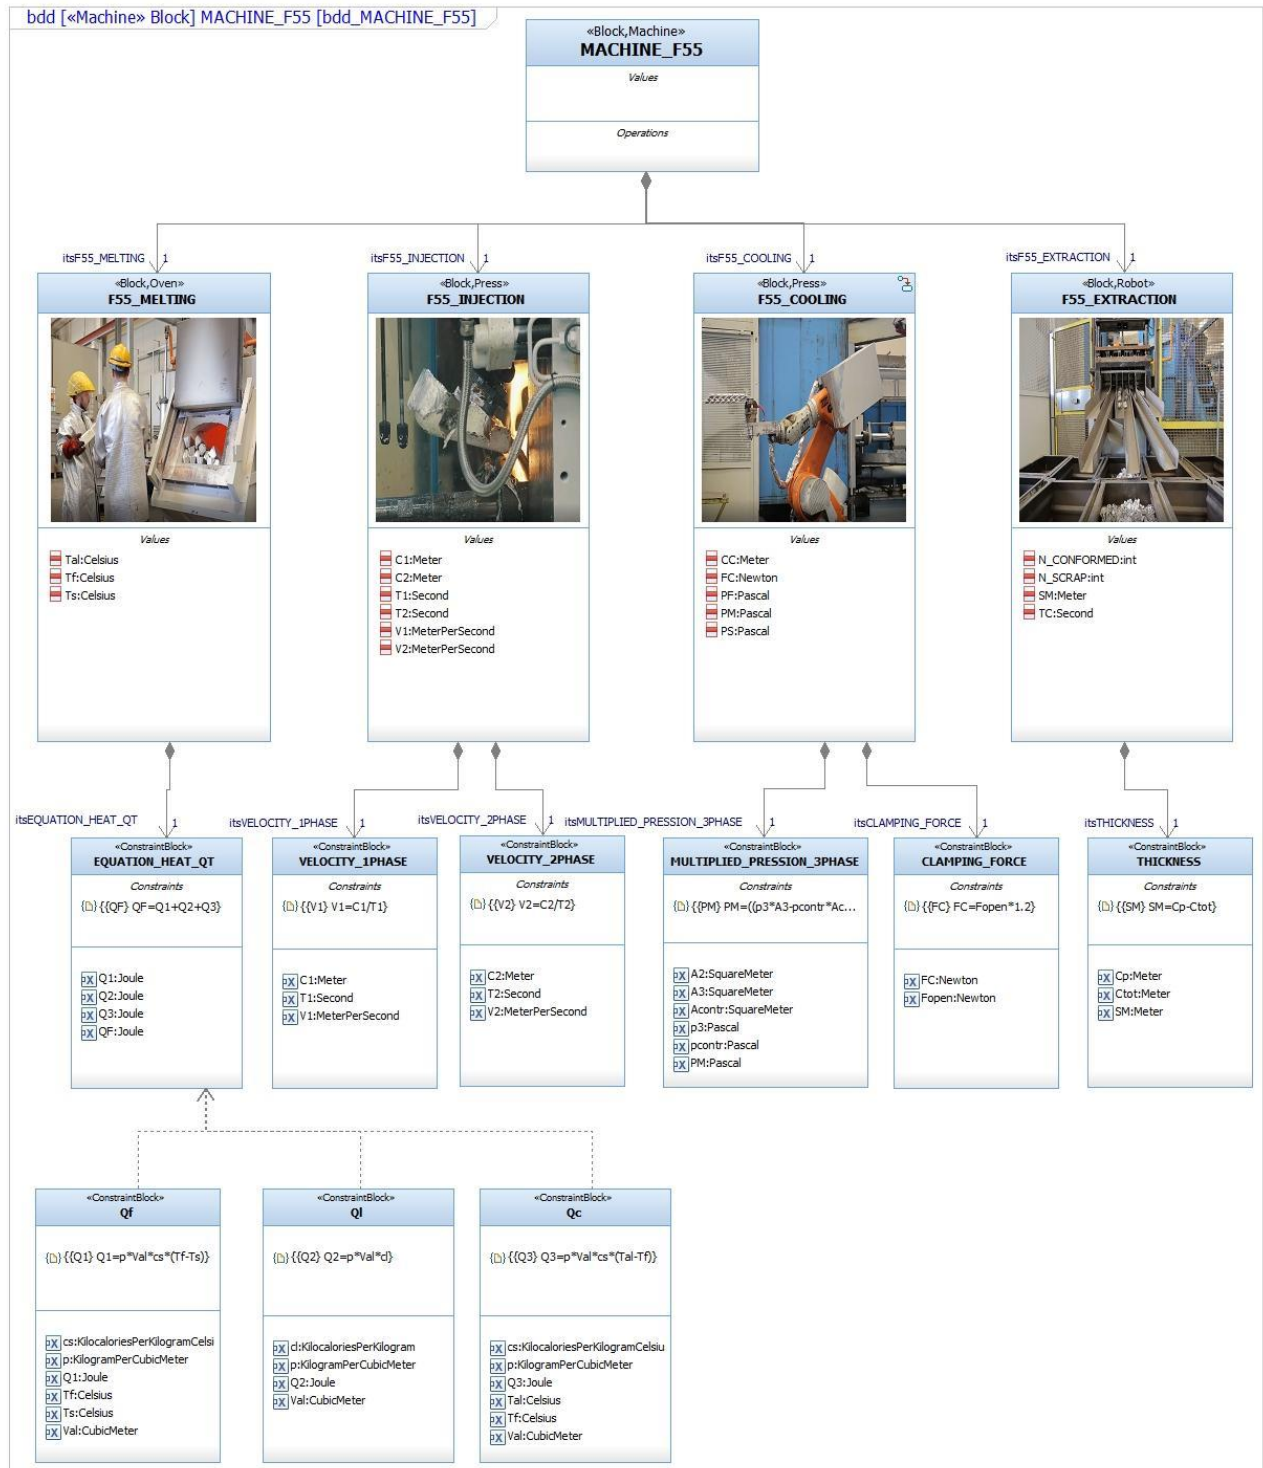 bdd [«Machine» Block] MACHINE_F55 [bdd_MACHINE_F55]
«Block,Machine»
MACHINE_F55
Values
Operations
itsF55_MELTING 1
itsF55_INJECTION 1
itsF55_COOLING 1
itsF55_EXTRACTION 1
«Block,Oven»
F55_MELTING
Values
Tal:Celsius
Tf:Celsius
Ts:Celsius
«Block,Press»
F55_INJECTION
Values
C1:Meter
C2:Meter
T1:Second
T2:Second
V1:MeterPerSecond
V2:MeterPerSecond
«Block,Press»
F55_COOLING
Values
CC:Meter
FC:Newton
PF:Pascal
PM:Pascal
PS:Pascal
«Block,Robot»
F55_EXTRACTION
Values
N_CONFORMED:int
N_SCRAP:int
SM:Meter
TC:Second
itsEQUATION_HEAT_QT 1
itsVELOCITY_1PHASE 1
itsVELOCITY_2PHASE 1
itsMULTIPLIED_PRESSION_3PHASE 1
itsCLAMPING_FORCE 1
itsTHICKNESS 1
«ConstraintBlock»
EQUATION_HEAT_QT
Constraints
{} {{QF} QF=Q1+Q2+Q3}
Q1:Joule
Q2:Joule
Q3:Joule
QF:Joule
«ConstraintBlock»
VELOCITY_1PHASE
Constraints
{} {{V1} V1=C1/T1}
C1:Meter
T1:Second
V1:MeterPerSecond
«ConstraintBlock»
VELOCITY_2PHASE
Constraints
{} {{V2} V2=C2/T2}
C2:Meter
T2:Second
V2:MeterPerSecond
«ConstraintBlock»
MULTIPLIED_PRESSION_3PHASE
Constraints
{} {{PM} PM=((p3*A3-pcontr*Ac...
A2:SquareMeter
A3:SquareMeter
Acontr:SquareMeter
p3:Pascal
pcontr:Pascal
PM:Pascal
«ConstraintBlock»
CLAMPING_FORCE
Constraints
{} {{FC} FC=Fopen*1.2}
FC:Newton
Fopen:Newton
«ConstraintBlock»
THICKNESS
Constraints
{} {{SM} SM=Cp-Ctot}
Cp:Meter
Ctot:Meter
SM:Meter
«ConstraintBlock»
Qf
{} {{Q1} Q1=p*Val*cs*(Tf-Ts)}
cs:KilocaloriesPerKilogramCelsi
p:KilogramPerCubicMeter
Q1:Joule
Tf:Celsius
Ts:Celsius
Val:CubicMeter
«ConstraintBlock»
Ql
{} {{Q2} Q2=p*Val*cl}
cl:KilocaloriesPerKilogram
p:KilogramPerCubicMeter
Q2:Joule
Val:CubicMeter
«ConstraintBlock»
Qc
{} {{Q3} Q3=p*Val*cs*(Tal-Tf)}
cs:KilocaloriesPerKilogramCelsiu
p:KilogramPerCubicMeter
Q3:Joule
Tal:Celsius
Tf:Celsius
Val:CubicMeter